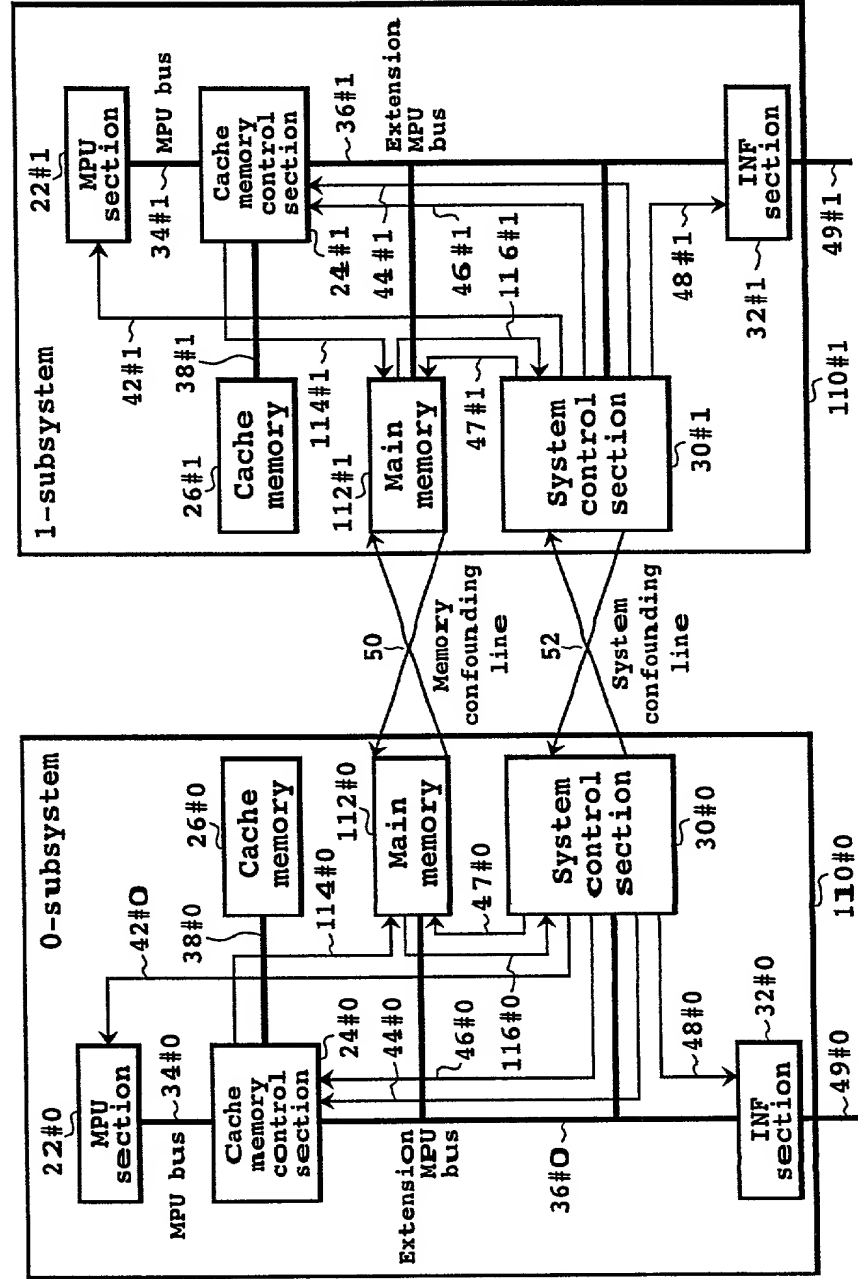 0-subsystem
22#0
MPU
section
34#0
MPU bus
42#0
Cache
memory
control
section
24#0
38#0
26#0
Cache
memory
114#0
44#0
46#0
Extension
MPU
bus
112#0
Main
memory
116#0
47#0
36#0
System
control
section
30#0
48#0
INF
section
32#0
49#0
110#0
50
Memory
confounding
line
52
System
confounding
line
1-subsystem
22#1
MPU
section
34#1
MPU bus
42#1
Cache
memory
control
section
24#1
38#1
26#1
Cache
memory
114#1
44#1
46#1
36#1
Extension
MPU
bus
112#1
Main
memory
116#1
47#1
System
control
section
30#1
48#1
INF
section
32#1
49#1
110#1